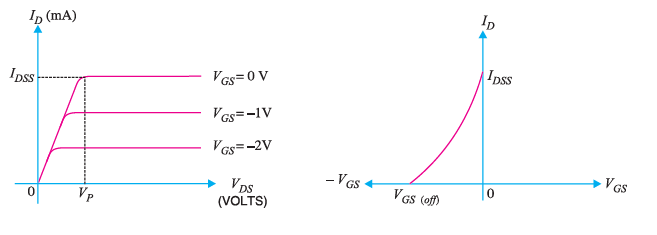 I_D (mA)
I_DSS
V_GS = 0 V
V_GS = –1V
V_GS = –2V
0
V_P
V_DS
(VOLTS)
I_D
I_DSS
– V_GS
V_GS (off)
0
V_GS